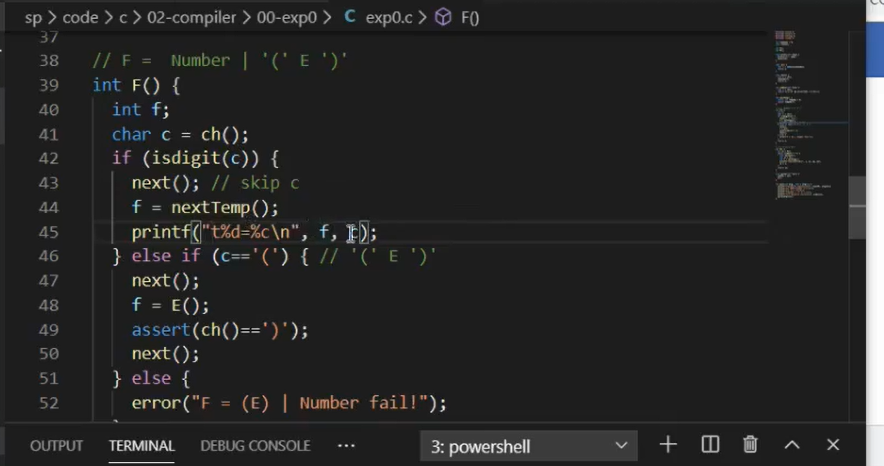 sp > code > c > 02-compiler > 00-exp0 > C exp0.c > F()
37
38 // F =  Number | '(' E ')'
39 int F() {
40   int f;
41   char c = ch();
42   if (isdigit(c)) {
43     next(); // skip c
44     f = nextTemp();
45     printf("t%d=%c\n", f, c);
46   } else if (c=='(') { // '(' E ')'
47     next();
48     f = E();
49     assert(ch()==')');
50     next();
51   } else {
52     error("F = (E) | Number fail!");
OUTPUT TERMINAL DEBUG CONSOLE ··· 3: powershell